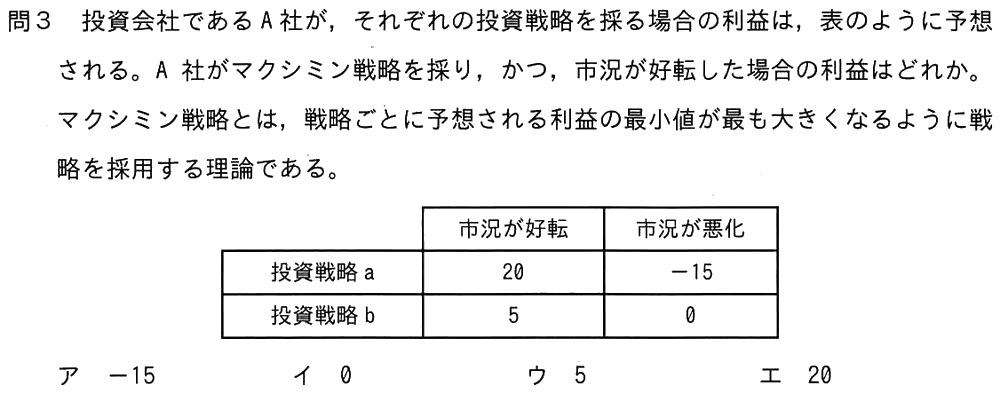 問３　投資会社であるＡ社が，それぞれの投資戦略を採る場合の利益は，表のように予想
される。Ａ 社がマクシミン戦略を採り，かつ，市況が好転した場合の利益はどれか。
マクシミン戦略とは，戦略ごとに予想される利益の最小値が最も大きくなるように戦
略を採用する理論である。
市況が好転 市況が悪化
投資戦略 a 20 －15
投資戦略 b 5 0
ア －15 イ 0 ウ 5 エ 20